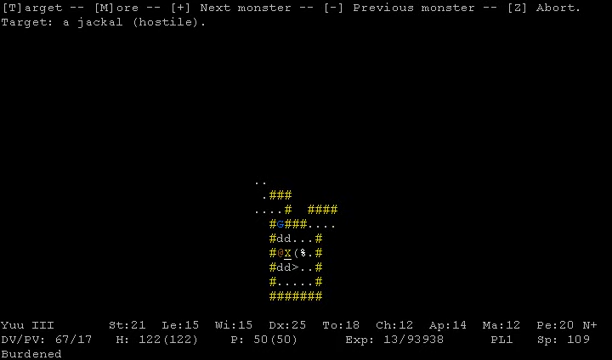 [T]arget -- [M]ore -- [+] Next monster -- [-] Previous monster -- [Z] Abort.
Target: a jackal (hostile).
..
.###
....# ####
#G###....
#dd...#
#@X(%.#
#dd>..#
#.....#
#######
Yuu III St:21 Le:15 Wi:15 Dx:25 To:18 Ch:12 Ap:14 Ma:12 Pe:20 N+
DV/PV: 67/17 H: 122(122) P: 50(50) Exp: 13/93938 PL1 Sp: 109
Burdened